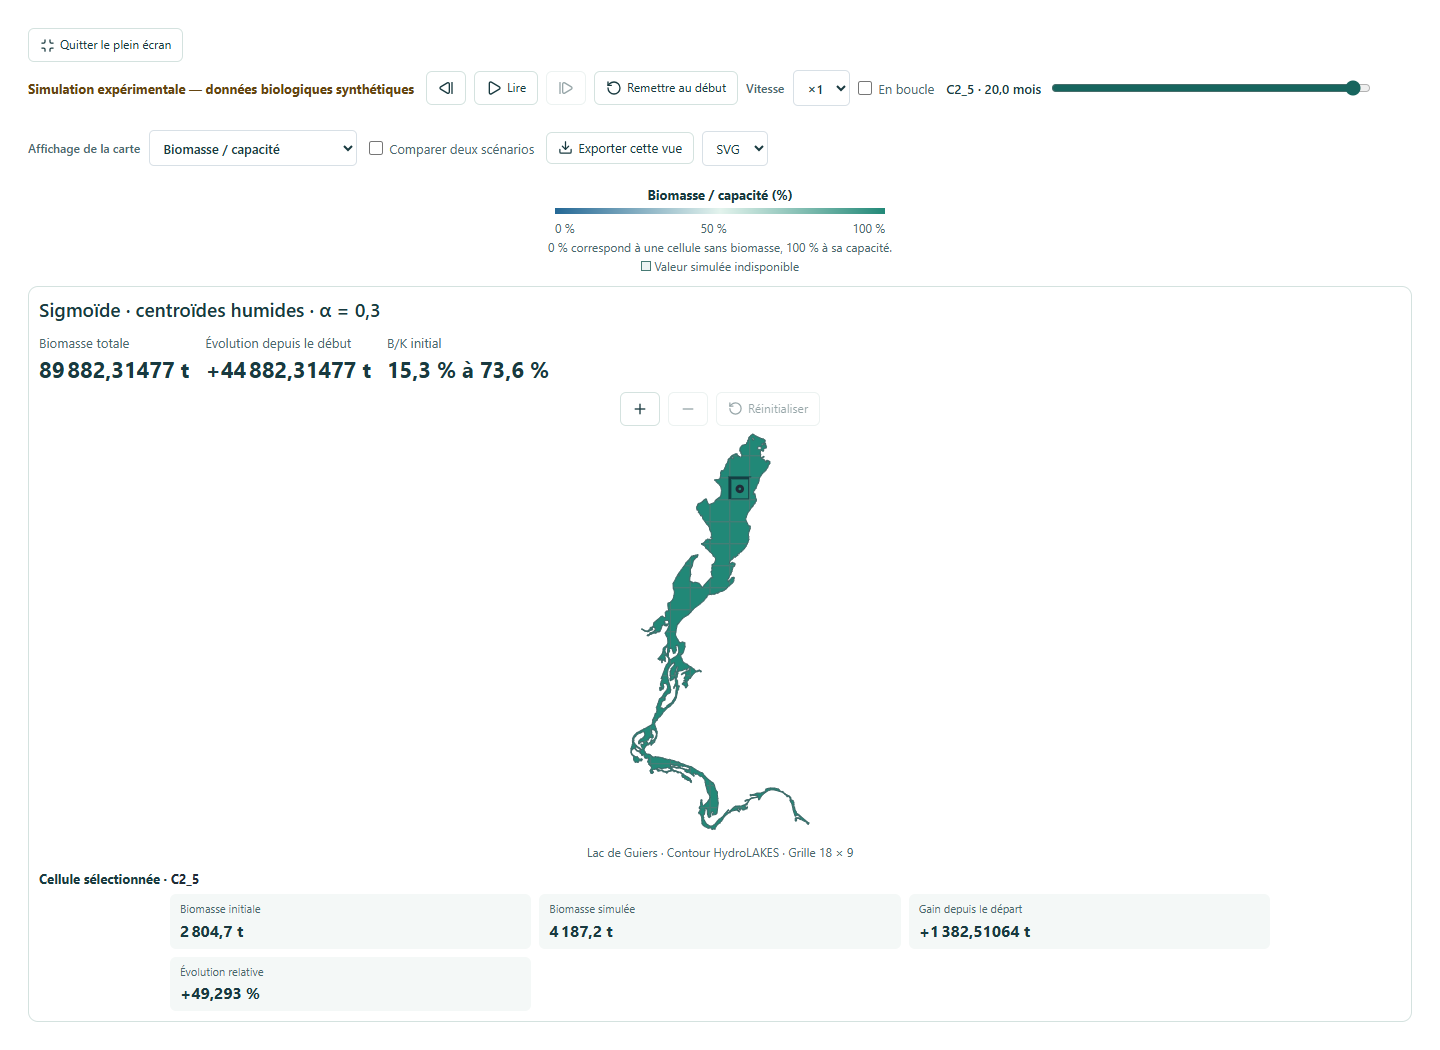 Quitter le plein écran
Simulation expérimentale — données biologiques synthétiques
Lire
Remettre au début
Vitesse
×1
En boucle
C2_5 · 20,0 mois
Affichage de la carte
Biomasse / capacité
Comparer deux scénarios
Exporter cette vue
SVG
Biomasse / capacité (%)
0 % 50 % 100 %
0 % correspond à une cellule sans biomasse, 100 % à sa capacité.
Valeur simulée indisponible
Sigmoïde · centroïdes humides · α = 0,3
Biomasse totale
89 882,31477 t
Évolution depuis le début
+44 882,31477 t
B/K initial
15,3 % à 73,6 %
+
−
Réinitialiser
Lac de Guiers · Contour HydroLAKES · Grille 18 × 9
Cellule sélectionnée · C2_5
Biomasse initiale
2 804,7 t
Biomasse simulée
4 187,2 t
Gain depuis le départ
+1 382,51064 t
Évolution relative
+49,293 %